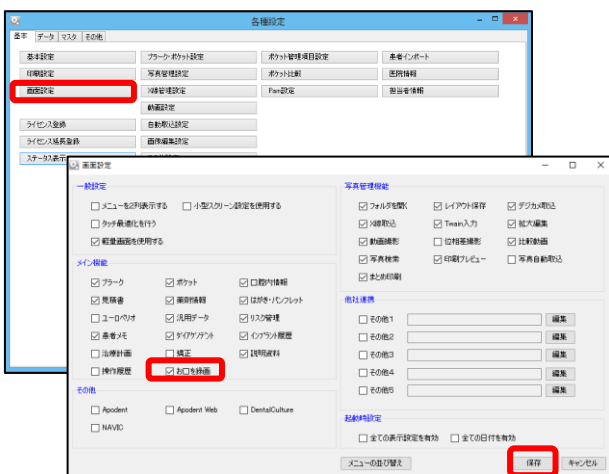 各種設定
基本 データ マスタ その他
基本設定 プラーク・ポケット設定 ポケット管理項目設定 患者インポート
印刷設定 写真管理設定 ポケット比較 医院情報
画面設定 X線管理設定 Pam設定 担当者情報
動画設定
ライセンス登録 自動取込設定
ライセンス延長登録 画像編集設定
ステータス表示
画面設定
一般設定
メニューを2列表示する 小型スクリーン設定を使用する
タッチ最適化を行う
軽量画面を使用する
メイン機能
プラーク ポケット 口腔内情報
見積書 薬剤情報 はがき・パンフレット
ユーロペリオ 汎用データ リスク管理
患者メモ ダイアグノデント インプラント履歴
治療計画 矯正 説明資料
操作履歴 お口を録画
その他
Apodent Apodent Web DentalCulture
NAVIC
写真管理機能
フォルダを開く レイアウト保存 デジカメ取込
X線取込 Twain入力 拡大編集
動画撮影 位相差撮影 比較動画
写真検索 印刷プレビュー 写真自動取込
まとめ印刷
他社連携
その他1 編集
その他2 編集
その他3 編集
その他4 編集
その他5 編集
起動時設定
全ての表示設定を有効 全ての日付を有効
メニューの並び替え 保存 キャンセル